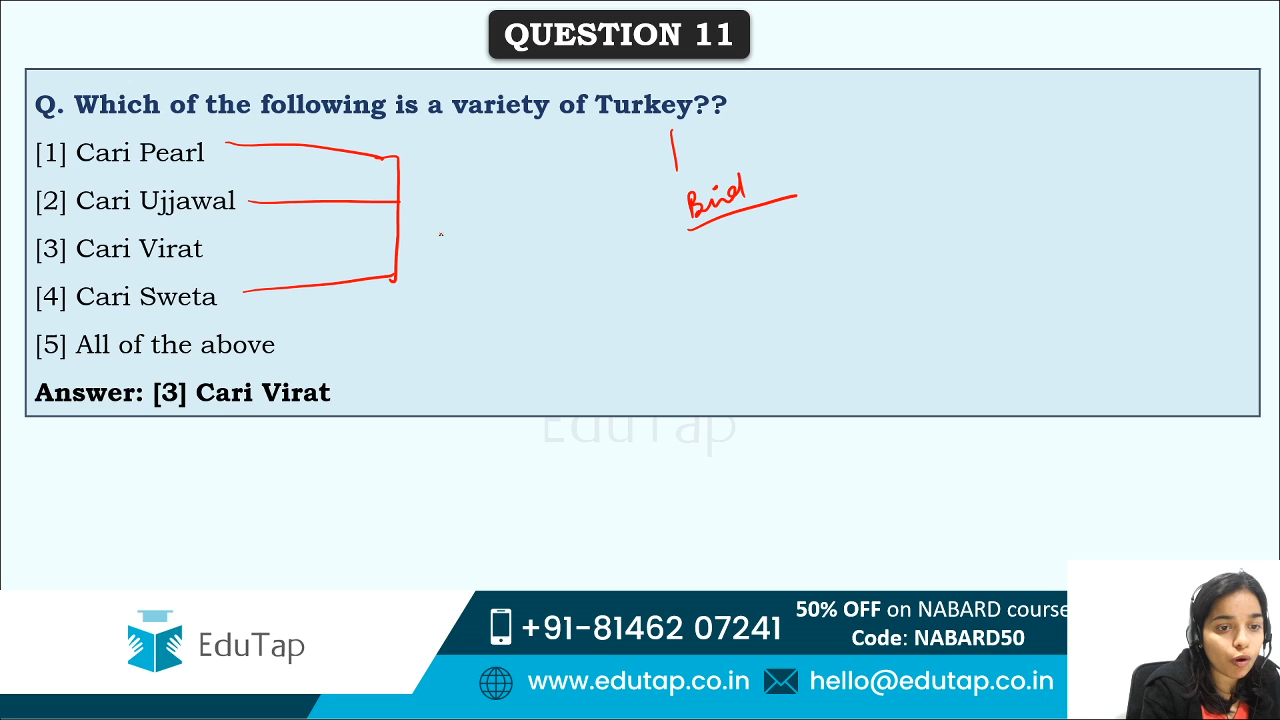 QUESTION 11
Q. Which of the following is a variety of Turkey??
[1] Cari Pearl
[2] Cari Ujjawal
Bird
[3] Cari Virat
[4] Cari Sweta
[5] All of the above
Answer: [3] Cari Virat
EduTap
EduTap
+91-81462 07241
50% OFF on NABARD course
Code: NABARD50
www.edutap.co.in
hello@edutap.co.in